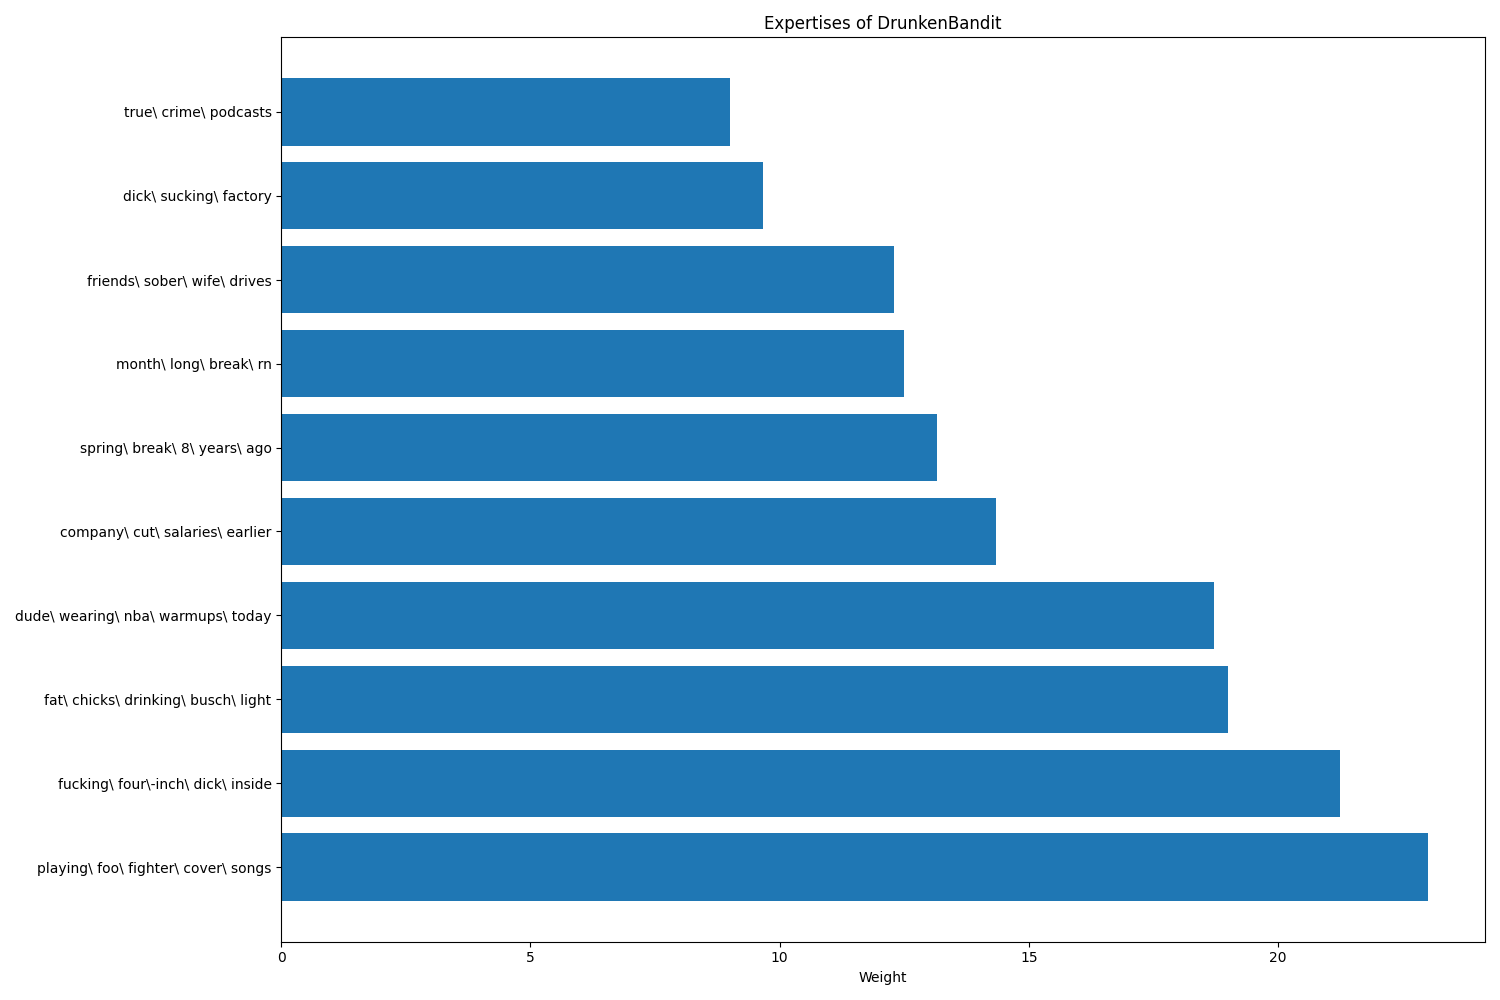 Expertises of DrunkenBandit
true\ crime\ podcasts
dick\ sucking\ factory
friends\ sober\ wife\ drives
month\ long\ break\ rn
spring\ break\ 8\ years\ ago
company\ cut\ salaries\ earlier
dude\ wearing\ nba\ warmups\ today
fat\ chicks\ drinking\ busch\ light
fucking\ four\-inch\ dick\ inside
playing\ foo\ fighter\ cover\ songs
0 5 10 15 20
Weight